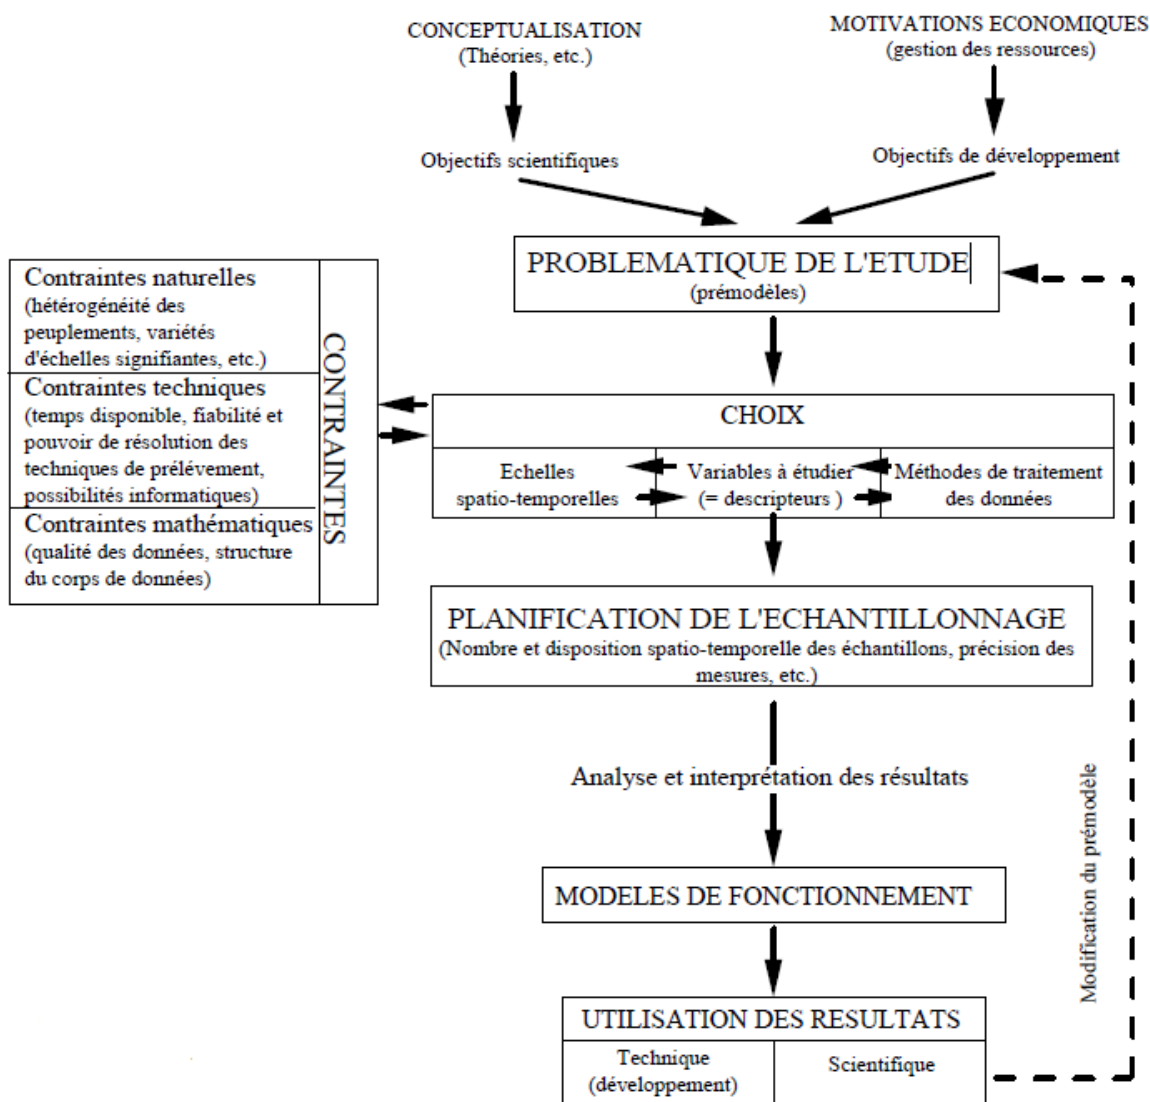 CONCEPTUALISATION
(Théories, etc.)
MOTIVATIONS ECONOMIQUES
(gestion des ressources)
Objectifs scientifiques
Objectifs de développement
PROBLEMATIQUE DE L'ETUDE
(prémodèles)
Contraintes naturelles
(hétérogénéité des
peuplements, variétés
d'échelles signifiantes, etc.)
Contraintes techniques
(temps disponible, fiabilité et
pouvoir de résolution des
techniques de prélévement,
possibilités informatiques)
Contraintes mathématiques
(qualité des données, structure
du corps de données)
CONTRAINTES
CHOIX
Echelles
spatio-temporelles
Variables à étudier
(= descripteurs )
Méthodes de traitement
des données
PLANIFICATION DE L'ECHANTILLONNAGE
(Nombre et disposition spatio-temporelle des échantillons, précision des
mesures, etc.)
Analyse et interprétation des résultats
MODELES DE FONCTIONNEMENT
UTILISATION DES RESULTATS
Technique
(développement)
Scientifique
Modification du prémodèle